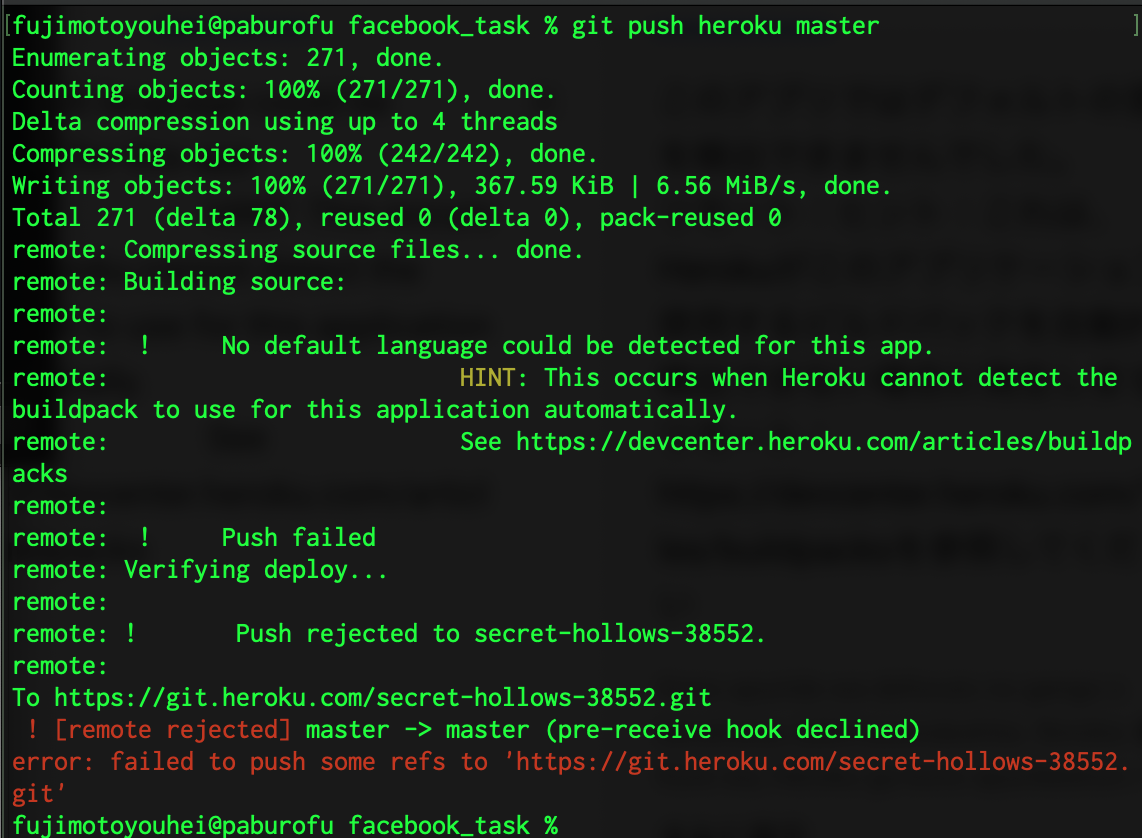 [fujimotoyouhei@paburofu facebook_task % git push heroku master ]
Enumerating objects: 271, done.
Counting objects: 100% (271/271), done.
Delta compression using up to 4 threads
Compressing objects: 100% (242/242), done.
Writing objects: 100% (271/271), 367.59 KiB | 6.56 MiB/s, done.
Total 271 (delta 78), reused 0 (delta 0), pack-reused 0
remote: Compressing source files... done.
remote: Building source:
remote:
remote:  !     No default language could be detected for this app.
remote:                         HINT: This occurs when Heroku cannot detect the
buildpack to use for this application automatically.
remote:                         See https://devcenter.heroku.com/articles/buildp
acks
remote:
remote:  !     Push failed
remote: Verifying deploy...
remote:
remote: !       Push rejected to secret-hollows-38552.
remote:
To https://git.heroku.com/secret-hollows-38552.git
 ! [remote rejected] master -> master (pre-receive hook declined)
error: failed to push some refs to 'https://git.heroku.com/secret-hollows-38552.
git'
fujimotoyouhei@paburofu facebook_task %